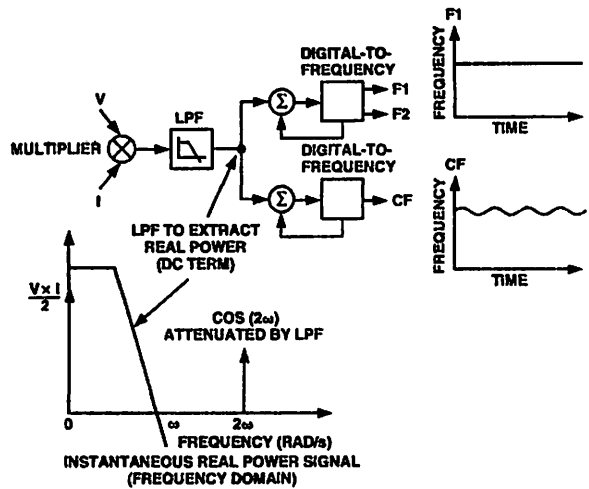 V
MULTIPLIER
I
LPF
DIGITAL-TO-
FREQUENCY
F1
F2
DIGITAL-TO-
FREQUENCY
CF
LPF TO EXTRACT
REAL POWER
(DC TERM)
F1
FREQUENCY
TIME
CF
FREQUENCY
TIME
V × I
2
COS (2ω)
ATTENUATED BY LPF
0
ω
2ω
FREQUENCY (RAD/s)
INSTANTANEOUS REAL POWER SIGNAL
(FREQUENCY DOMAIN)
Σ
Σ